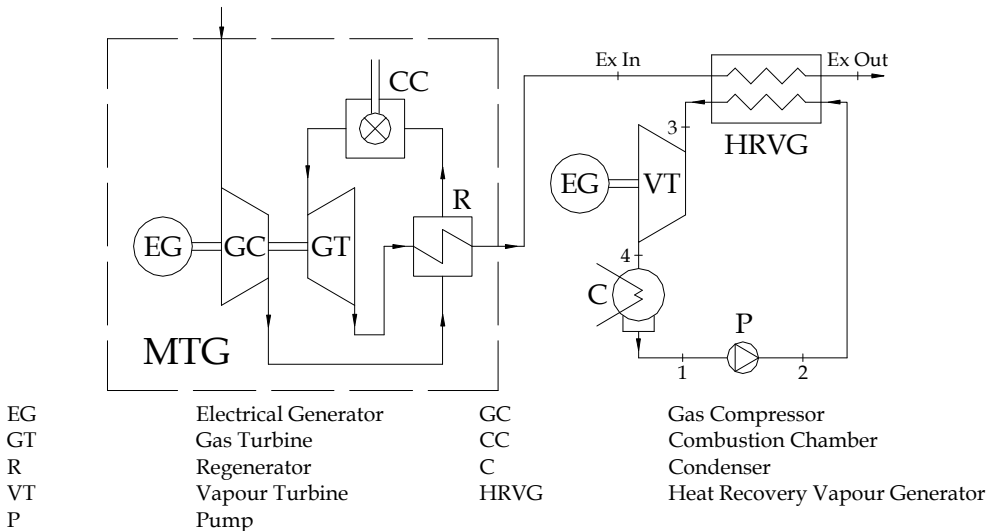 Ex In
Ex Out
CC
3
HRVG
EG
VT
R
EG
GC
GT
4
C
P
MTG
1
2
EG Electrical Generator GC Gas Compressor
GT Gas Turbine CC Combustion Chamber
R Regenerator C Condenser
VT Vapour Turbine HRVG Heat Recovery Vapour Generator
P Pump